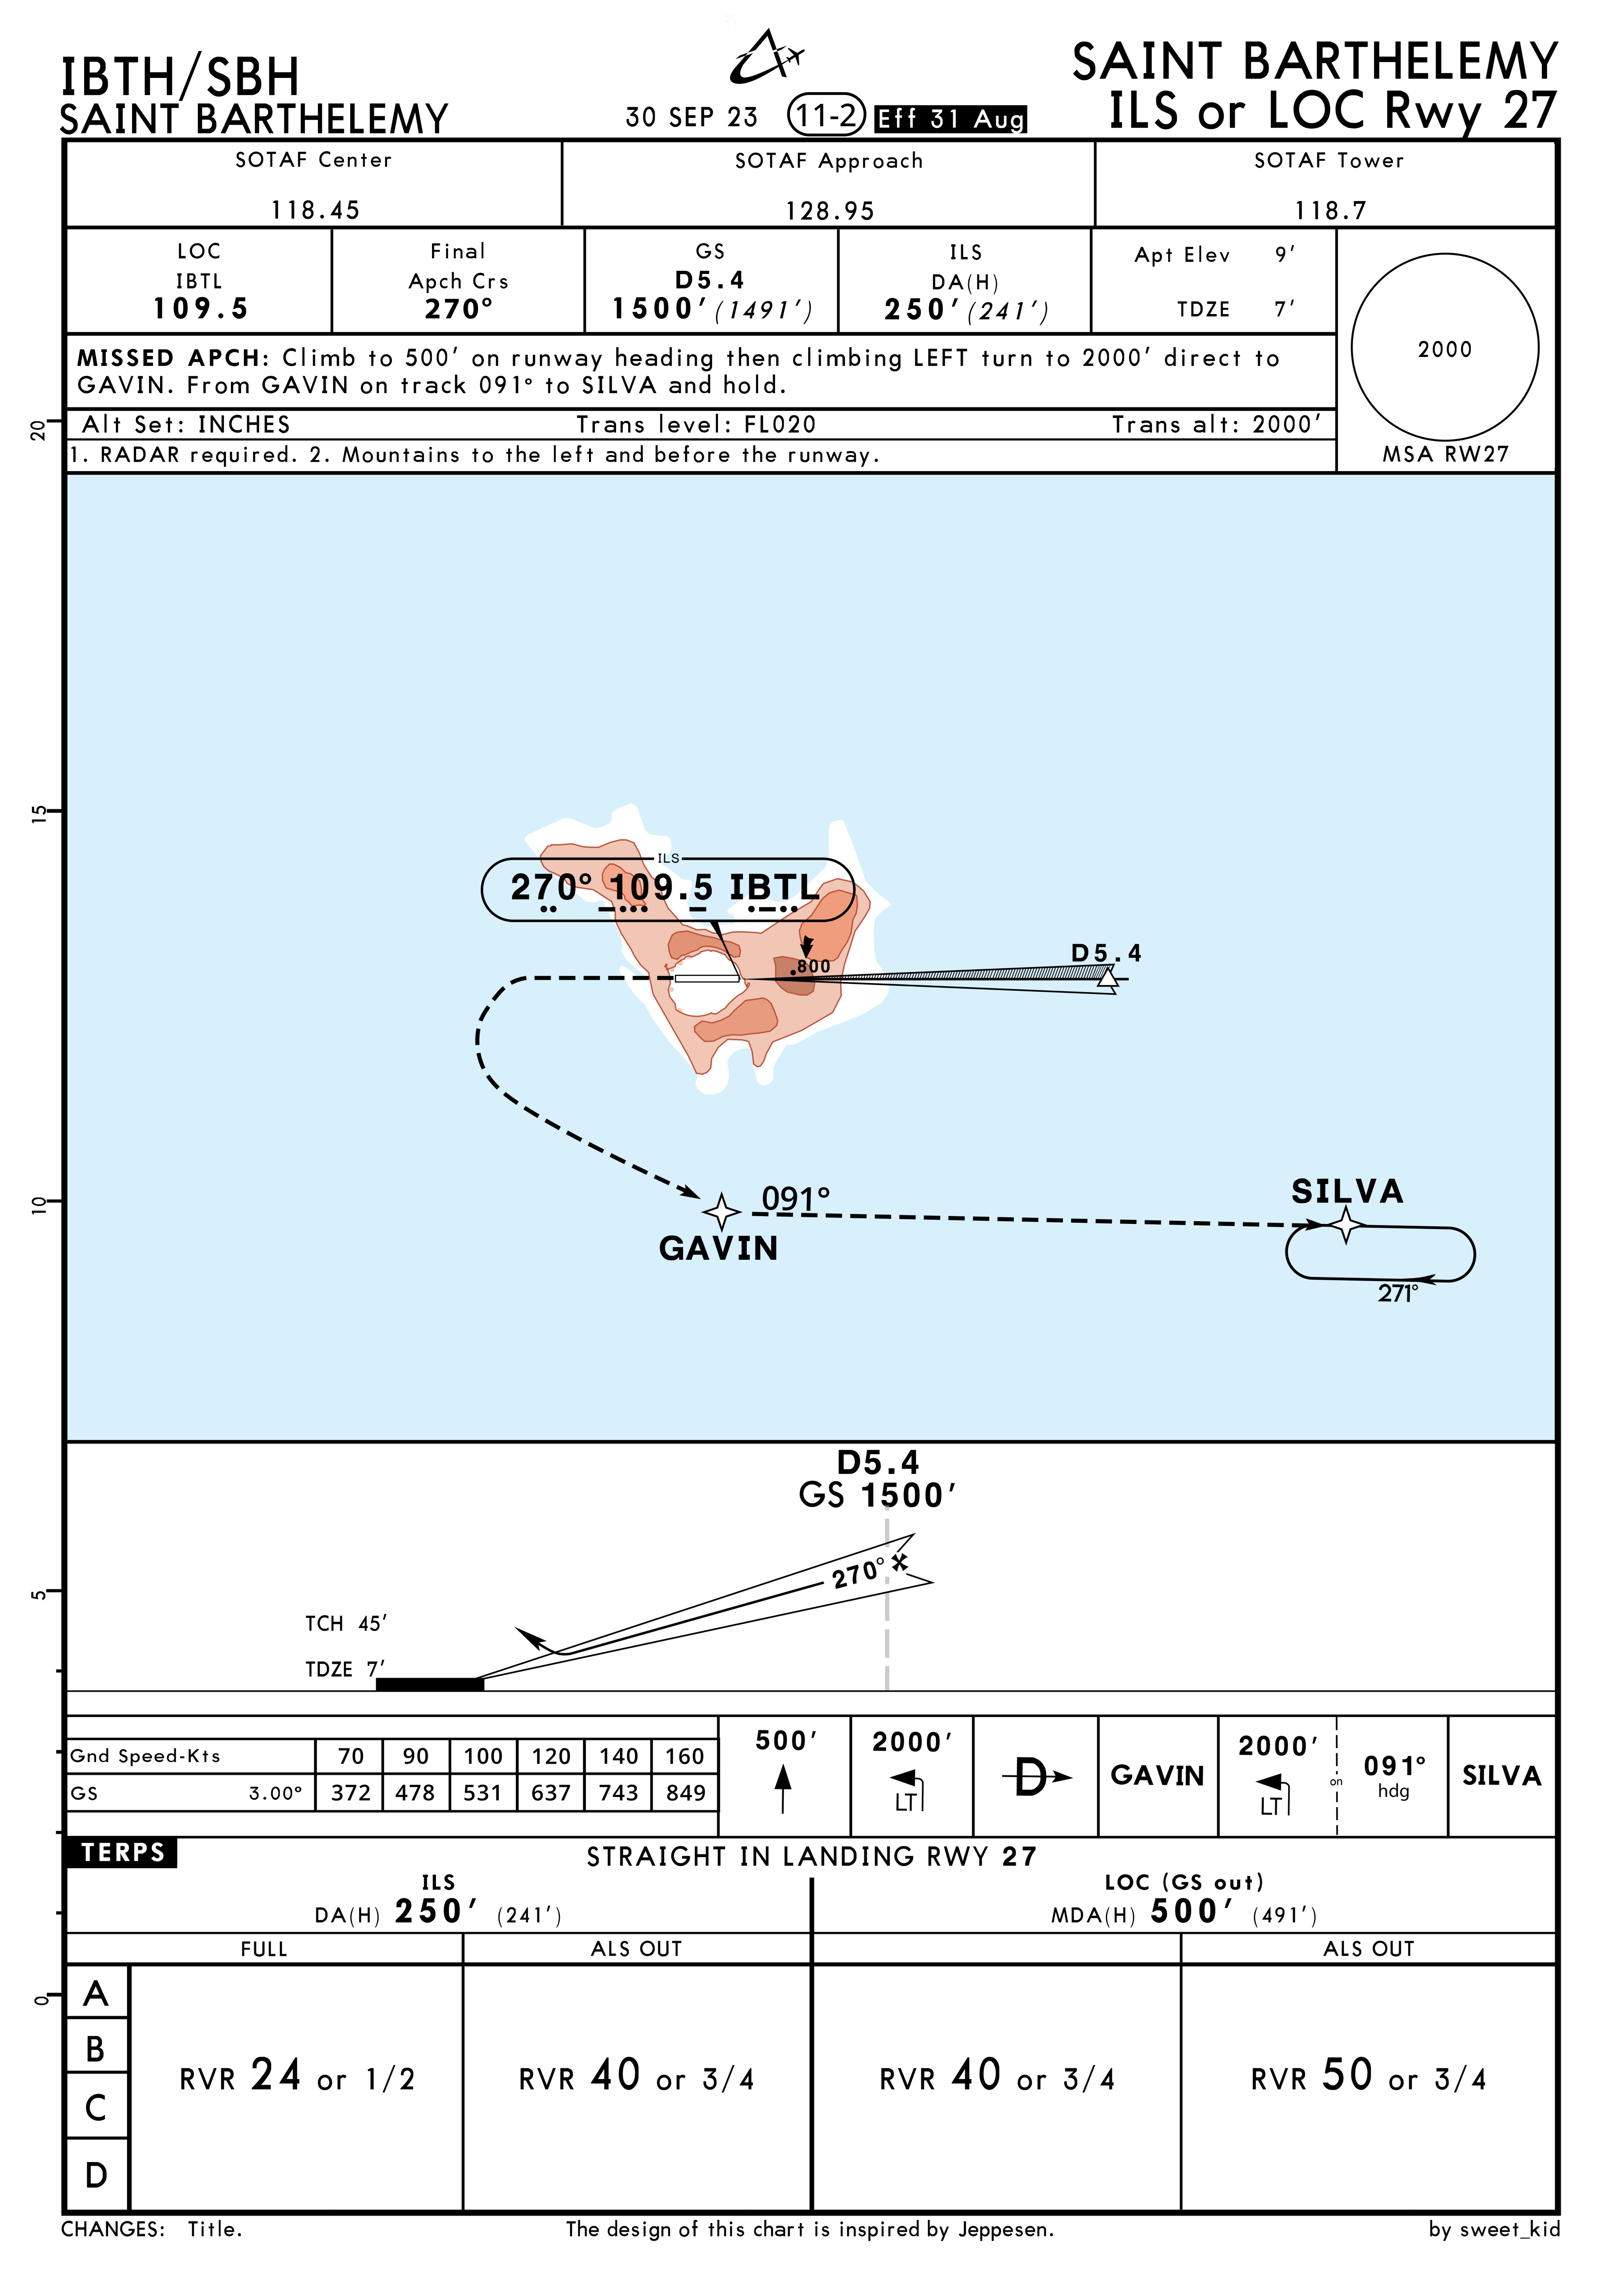 IBTH/SBH
SAINT BARTHELEMY
30 SEP 23 11-2 Eff 31 Aug
SAINT BARTHELEMY
ILS or LOC Rwy 27
SOTAF Center
118.45
SOTAF Approach
128.95
SOTAF Tower
118.7
LOC
IBTL
109.5
Final
Apch Crs
270°
GS
D5.4
1500' (1491')
ILS
DA(H)
250' (241')
Apt Elev 9'
TDZE 7'
2000
MSA RW27
MISSED APCH: Climb to 500' on runway heading then climbing LEFT turn to 2000' direct to
GAVIN. From GAVIN on track 091° to SILVA and hold.
Alt Set: INCHES Trans level: FL020 Trans alt: 2000'
1. RADAR required. 2. Mountains to the left and before the runway.
20
15
10
5
0
ILS
270° 109.5 IBTL
.800
D5.4
091°
GAVIN
SILVA
271°
D5.4
GS 1500'
270°
TCH 45'
TDZE 7'
Gnd Speed-Kts 70 90 100 120 140 160
GS 3.00° 372 478 531 637 743 849
500'
2000'
LT
D
GAVIN
2000'
LT
on
091°
hdg
SILVA
TERPS
STRAIGHT IN LANDING RWY 27
ILS
DA(H) 250' (241')
LOC (GS out)
MDA(H) 500' (491')
FULL ALS OUT ALS OUT
A
B
C
D
RVR 24 or 1/2
RVR 40 or 3/4
RVR 40 or 3/4
RVR 50 or 3/4
CHANGES: Title.
The design of this chart is inspired by Jeppesen.
by sweet_kid